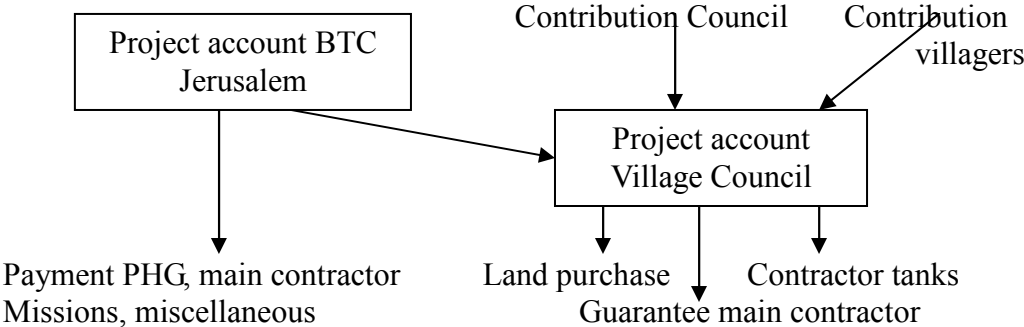 Contribution Council
Contribution
villagers
Project account BTC
Jerusalem
Project account
Village Council
Payment PHG, main contractor
Missions, miscellaneous
Land purchase
Contractor tanks
Guarantee main contractor